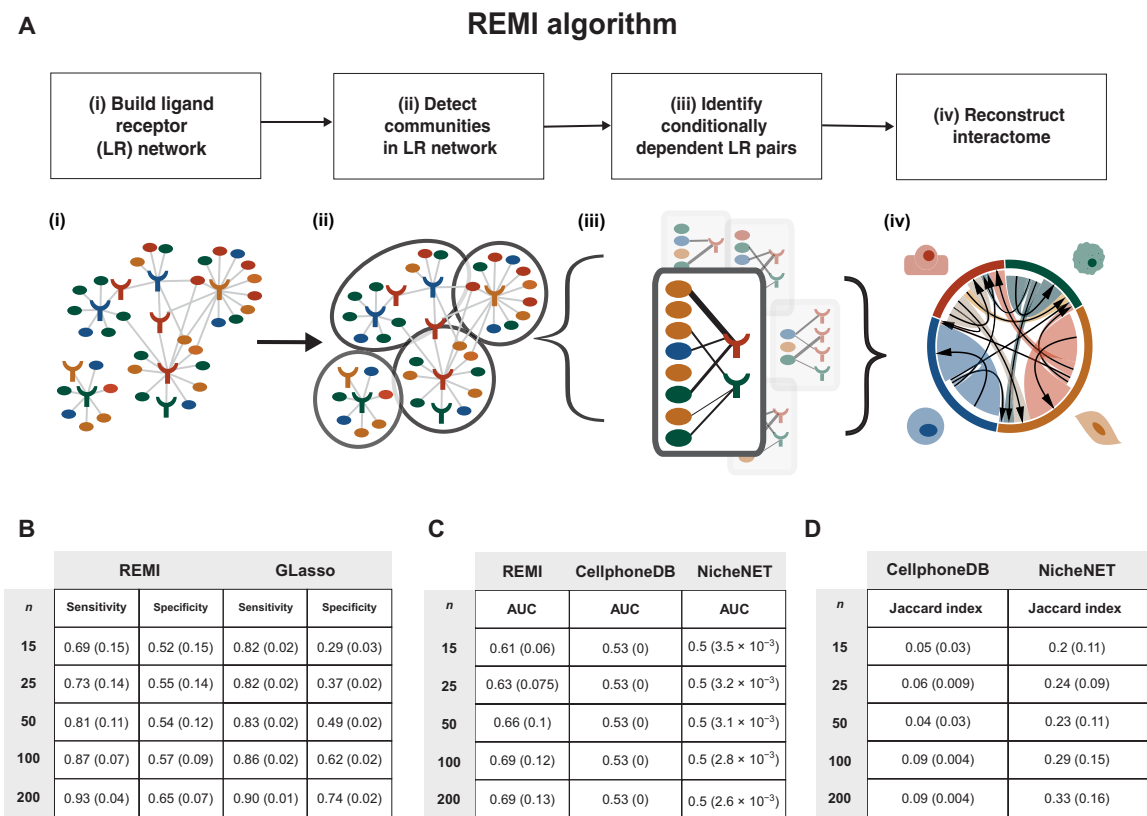 REMI algorithm
A
(i) Build ligand
receptor
(LR) network
(ii) Detect
communities
in LR network
(iii) Identify
conditionally
dependent LR pairs
(iv) Reconstruct
interactome
(i)
(ii)
(iii)
(iv)
B
REMI GLasso
n Sensitivity Specificity Sensitivity Specificity
15 0.69 (0.15) 0.52 (0.15) 0.82 (0.02) 0.29 (0.03)
25 0.73 (0.14) 0.55 (0.14) 0.82 (0.02) 0.37 (0.02)
50 0.81 (0.11) 0.54 (0.12) 0.83 (0.02) 0.49 (0.02)
100 0.87 (0.07) 0.57 (0.09) 0.86 (0.02) 0.62 (0.02)
200 0.93 (0.04) 0.65 (0.07) 0.90 (0.01) 0.74 (0.02)
C
REMI CellphoneDB NicheNET
n AUC AUC AUC
15 0.61 (0.06) 0.53 (0) 0.5 (3.5 × 10⁻³)
25 0.63 (0.075) 0.53 (0) 0.5 (3.2 × 10⁻³)
50 0.66 (0.1) 0.53 (0) 0.5 (3.1 × 10⁻³)
100 0.69 (0.12) 0.53 (0) 0.5 (2.8 × 10⁻³)
200 0.69 (0.13) 0.53 (0) 0.5 (2.6 × 10⁻³)
D
CellphoneDB NicheNET
n Jaccard index Jaccard index
15 0.05 (0.03) 0.2 (0.11)
25 0.06 (0.009) 0.24 (0.09)
50 0.04 (0.03) 0.23 (0.11)
100 0.09 (0.004) 0.29 (0.15)
200 0.09 (0.004) 0.33 (0.16)